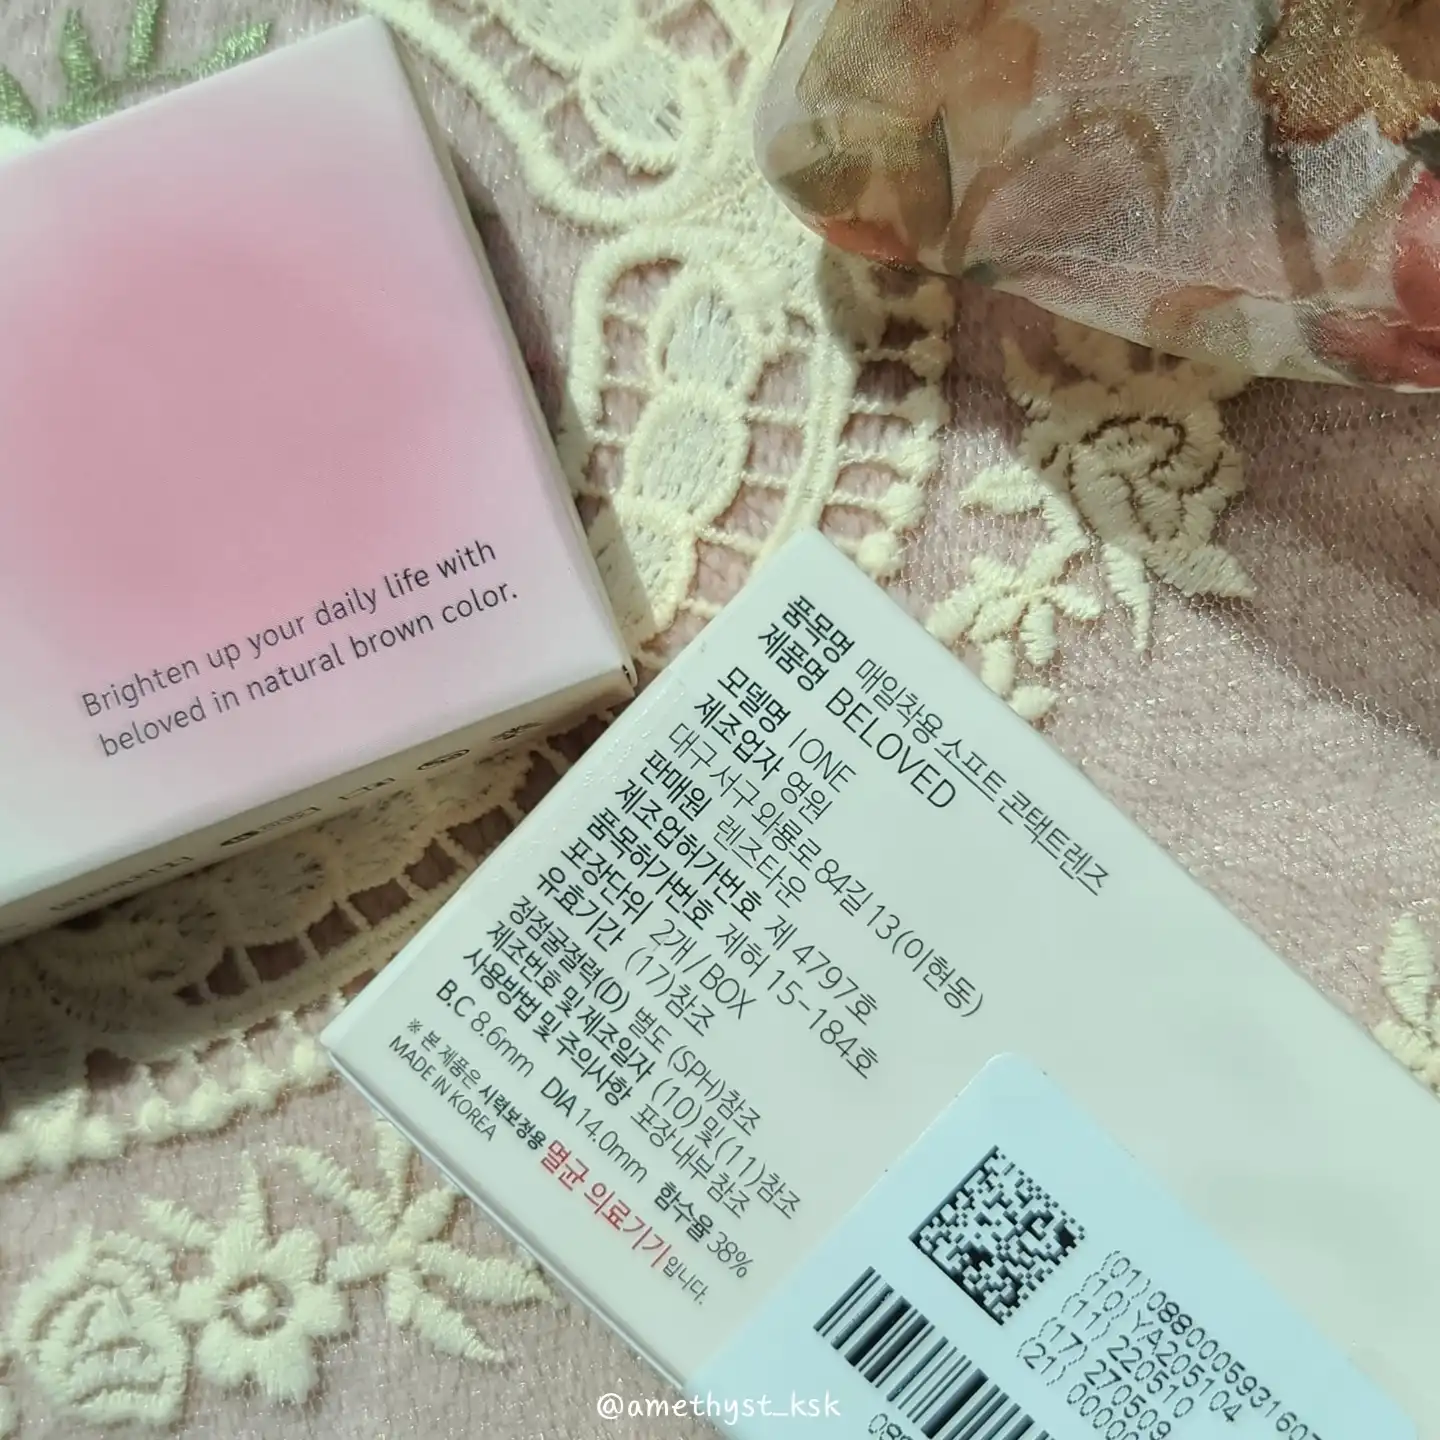 Brighten up your daily life with
beloved in natural brown color.
품목명 매일착용 소프트 콘택트렌즈
제품명 BELOVED
모델명 I ONE
제조업자 영원
대구 서구 와룡로 84길 13(이현동)
판매원 렌즈타운
제조업허가번호 제 4797호
품목허가번호 제허 15-184호
포장단위 2개/BOX
유효기간 (17)참조
정점굴절력(D) 별도 (SPH)참조
제조번호 및 제조일자 (10)및(11)참조
사용방법 및 주의사항 포장내부 참조
B.C 8.6mm DIA 14.0mm 함수율 38%
※ 본 제품은 시력보정용 멸균 의료기기입니다.
MADE IN KOREA
(10) YA205104
(11) 220510
(17) 270509
@amethyst_ksk